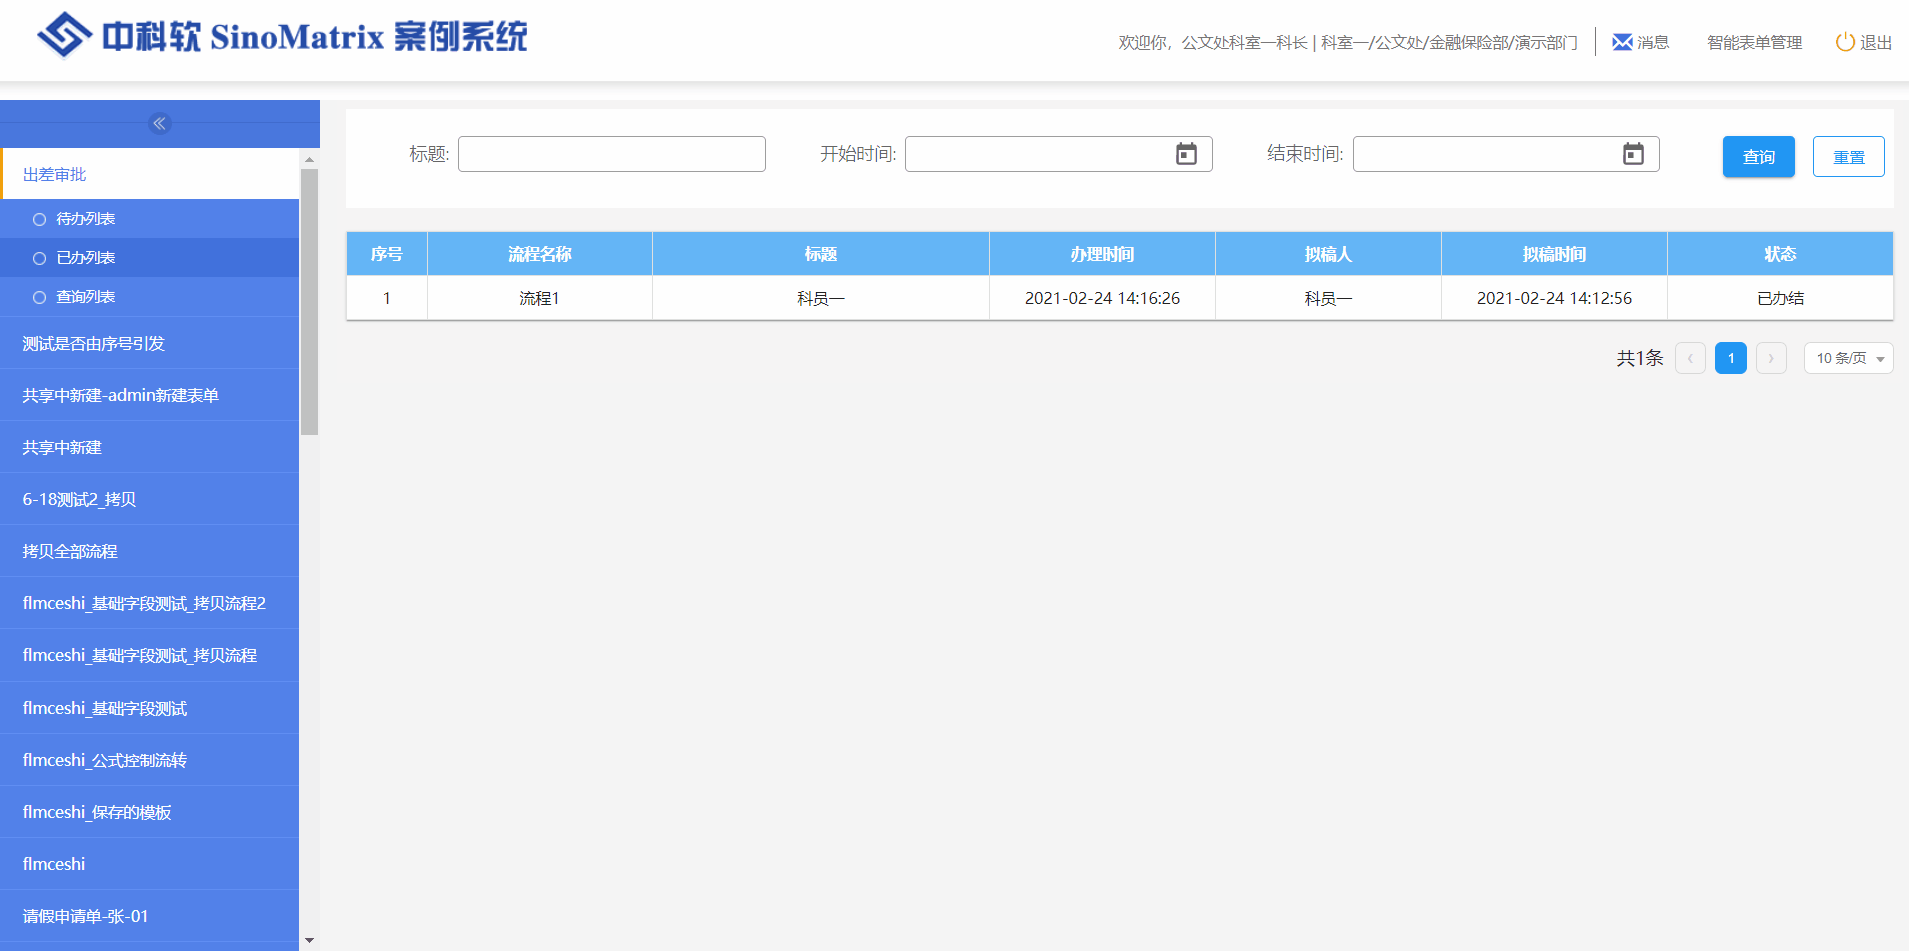 中科软 SinoMatrix 案例系统
欢迎你，公文处科室一科长 | 科室一/公文处/金融保险部/演示部门
消息
智能表单管理
退出
出差审批
待办列表
已办列表
查询列表
测试是否由序号引发
共享中新建-admin新建表单
共享中新建
6-18测试2_拷贝
拷贝全部流程
flmceshi_基础字段测试_拷贝流程2
flmceshi_基础字段测试_拷贝流程
flmceshi_基础字段测试
flmceshi_公式控制流转
flmceshi_保存的模板
flmceshi
请假申请单-张-01
标题:
开始时间:
结束时间:
查询
重置
序号 流程名称 标题 办理时间 拟稿人 拟稿时间 状态
1 流程1 科员一 2021-02-24 14:16:26 科员一 2021-02-24 14:12:56 已办结
共1条 1 10 条/页